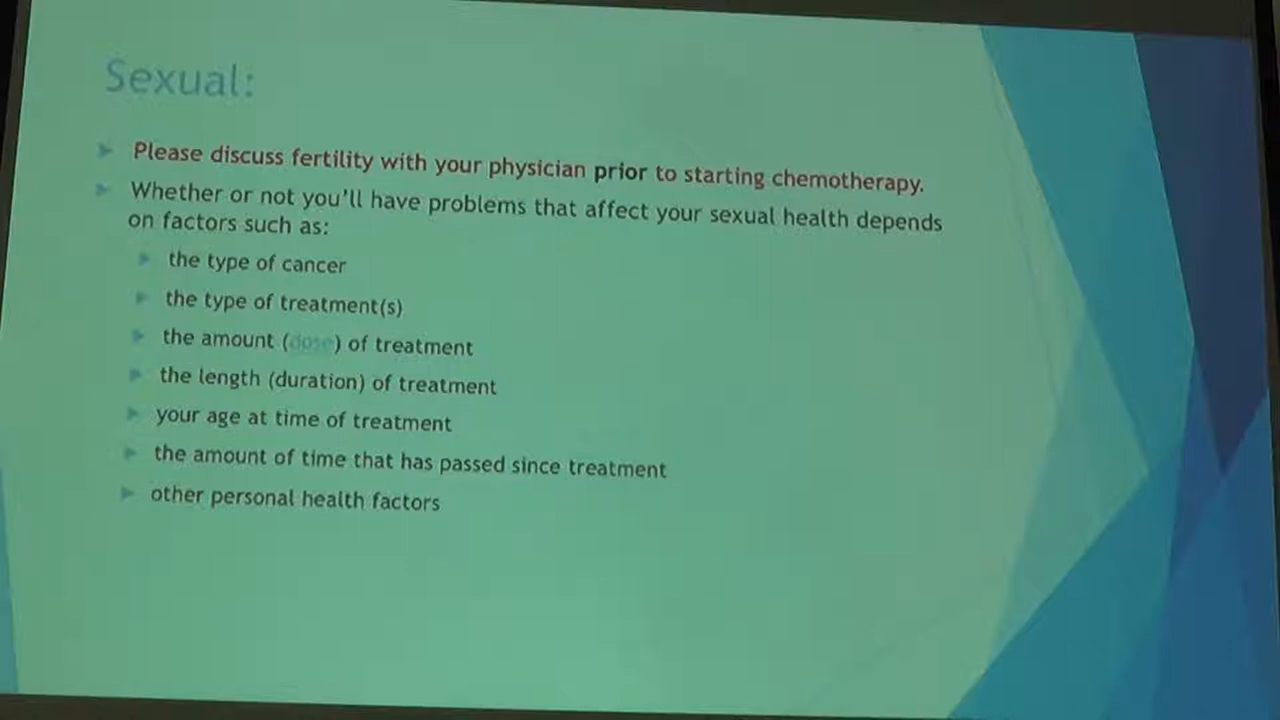 Sexual:
Please discuss fertility with your physician prior to starting chemotherapy.
Whether or not you'll have problems that affect your sexual health depends
on factors such as:
the type of cancer
the type of treatment(s)
the amount (dose) of treatment
the length (duration) of treatment
your age at time of treatment
the amount of time that has passed since treatment
other personal health factors